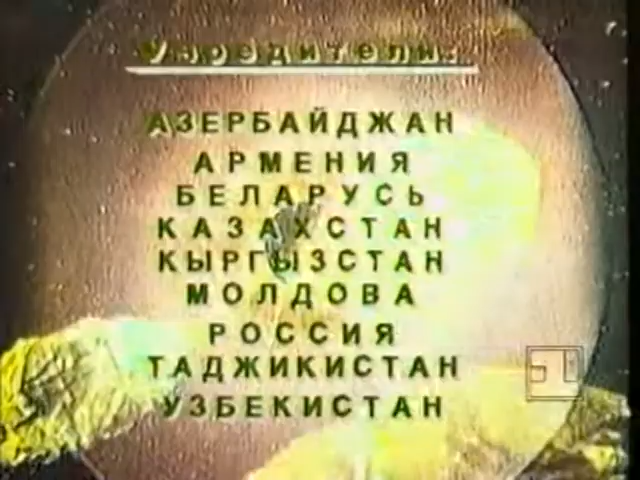 Учредители:
АЗЕРБАЙДЖАН
АРМЕНИЯ
БЕЛАРУСЬ
КАЗАХСТАН
КЫРГЫЗСТАН
МОЛДОВА
РОССИЯ
ТАДЖИКИСТАН
УЗБЕКИСТАН